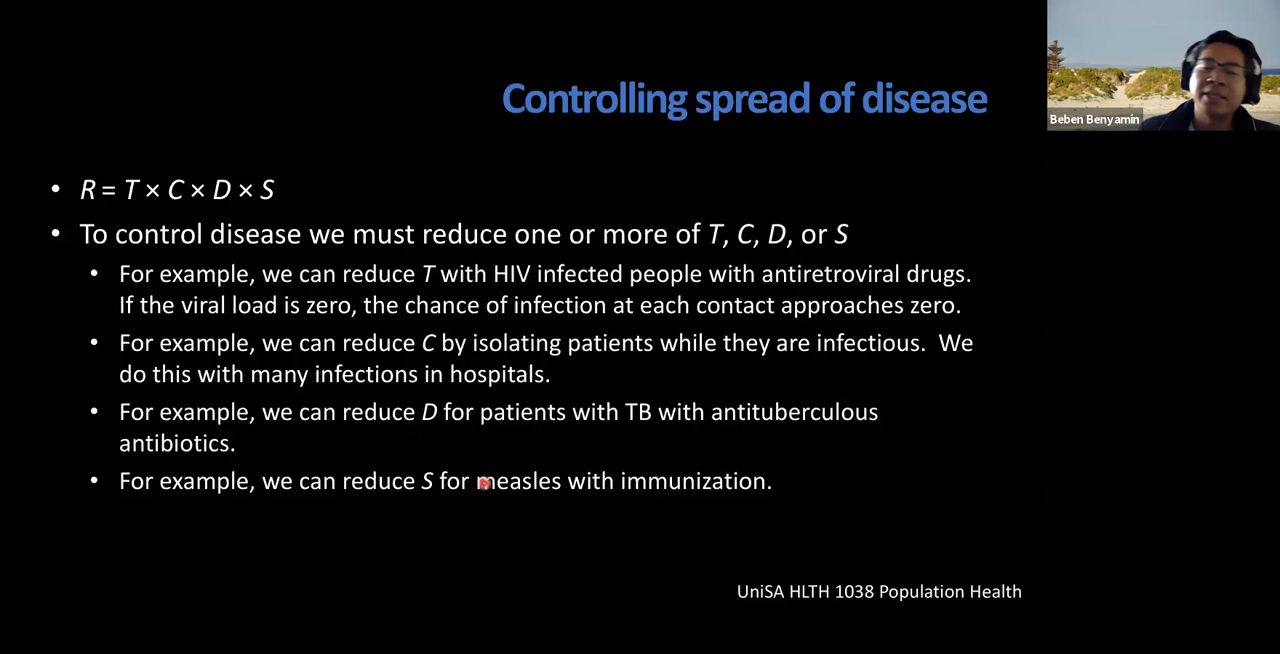 Controlling spread of disease
Beben Benyamin
• R = T × C × D × S
• To control disease we must reduce one or more of T, C, D, or S
• For example, we can reduce T with HIV infected people with antiretroviral drugs.
If the viral load is zero, the chance of infection at each contact approaches zero.
• For example, we can reduce C by isolating patients while they are infectious.  We
do this with many infections in hospitals.
• For example, we can reduce D for patients with TB with antituberculous
antibiotics.
• For example, we can reduce S for measles with immunization.
UniSA HLTH 1038 Population Health